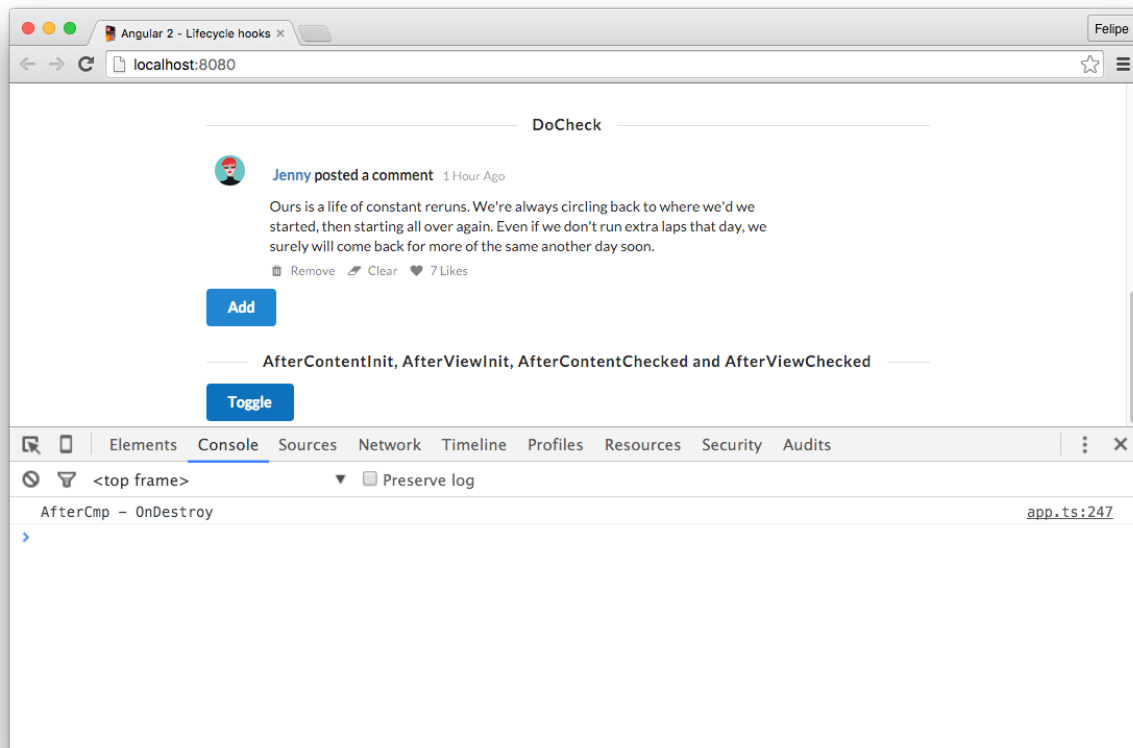 Angular 2 - Lifecycle hooks
Felipe
localhost:8080
DoCheck
Jenny posted a comment 1 Hour Ago
Ours is a life of constant reruns. We're always circling back to where we'd we
started, then starting all over again. Even if we don't run extra laps that day, we
surely will come back for more of the same another day soon.
Remove Clear 7 Likes
Add
AfterContentInit, AfterViewInit, AfterContentChecked and AfterViewChecked
Toggle
Elements Console Sources Network Timeline Profiles Resources Security Audits
<top frame> Preserve log
AfterCmp - OnDestroy app.ts:247